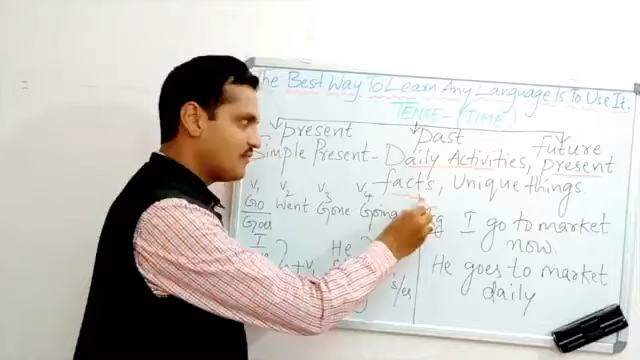 The Best Way To Learn Any Language Is To Use It.
TENSE - (TIME)
present Past future
Simple Present - Daily Activities, present
facts, Unique things
V1 V2 V3 V4
Go Went Gone Going
Goes
I go to market
now.
I He
+V1 s/es
He goes to market
daily